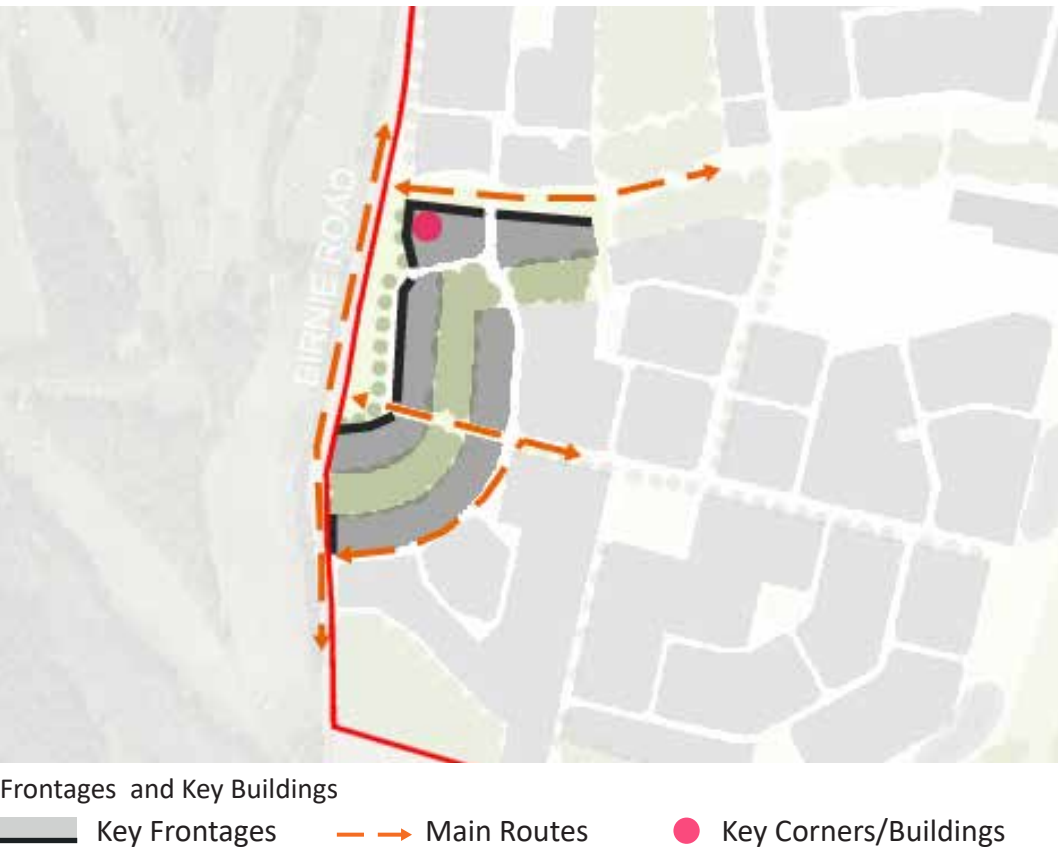 BIRNIE ROAD
Frontages and Key Buildings
Key Frontages Main Routes Key Corners/Buildings